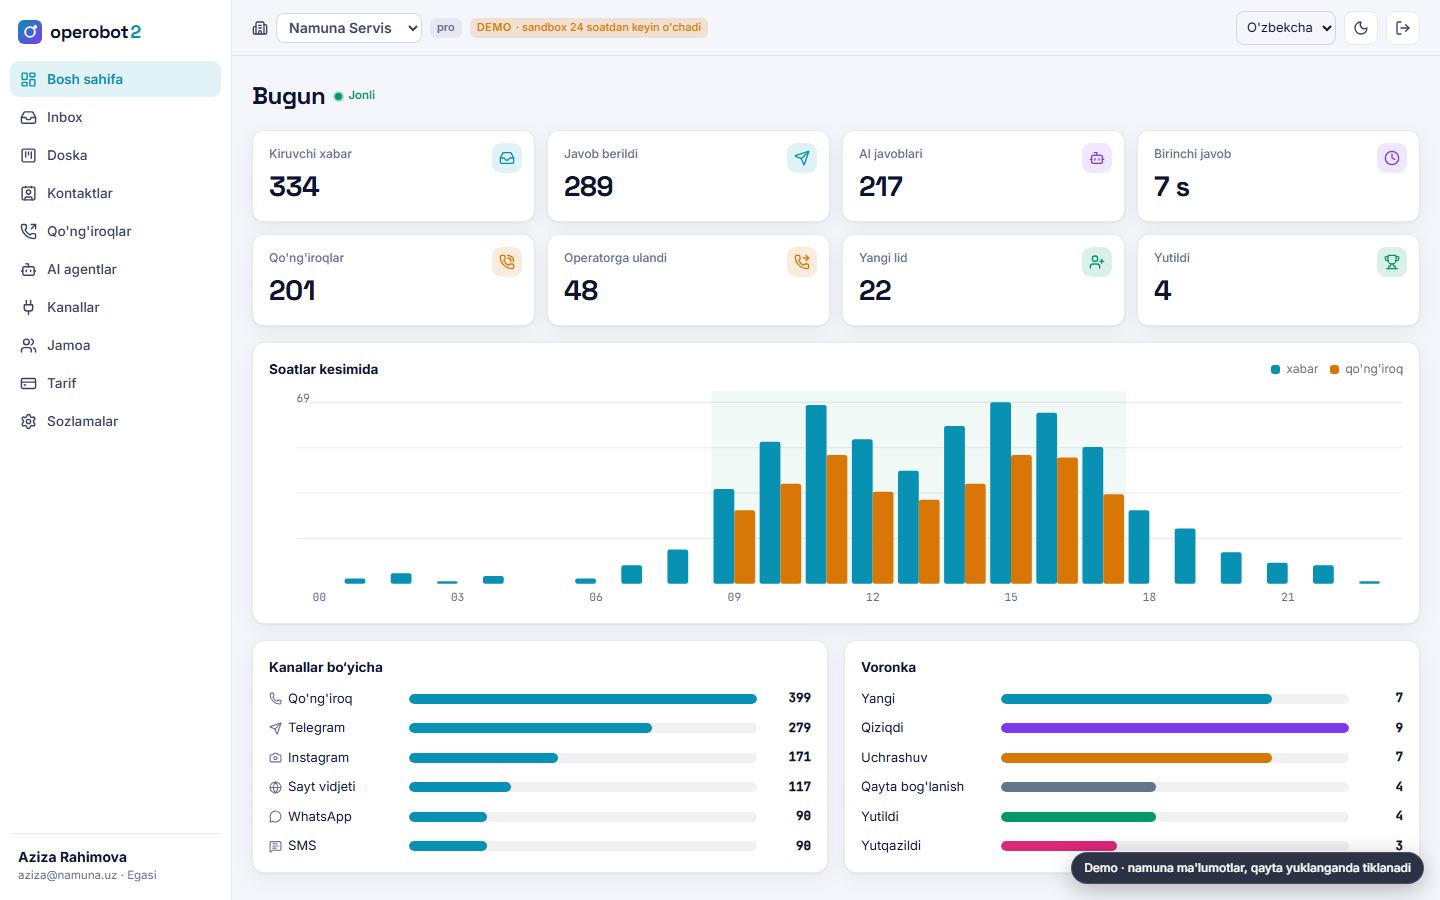 operobot2
Namuna Servis
pro
DEMO · sandbox 24 soatdan keyin o'chadi
O'zbekcha
Bosh sahifa
Inbox
Doska
Kontaktlar
Qo'ng'iroqlar
AI agentlar
Kanallar
Jamoa
Tarif
Sozlamalar
Aziza Rahimova
aziza@namuna.uz · Egasi
Bugun
Jonli
Kiruvchi xabar
334
Javob berildi
289
AI javoblari
217
Birinchi javob
7 s
Qo'ng'iroqlar
201
Operatorga ulandi
48
Yangi lid
22
Yutildi
4
Soatlar kesimida
xabar
qo'ng'iroq
69
00 03 06 09 12 15 18 21
Kanallar bo‘yicha
Qo'ng'iroq 399
Telegram 279
Instagram 171
Sayt vidjeti 117
WhatsApp 90
SMS 90
Voronka
Yangi 7
Qiziqdi 9
Uchrashuv 7
Qayta bog'lanish 4
Yutildi 4
Yutqazildi 3
Demo · namuna ma'lumotlar, qayta yuklanganda tiklanadi